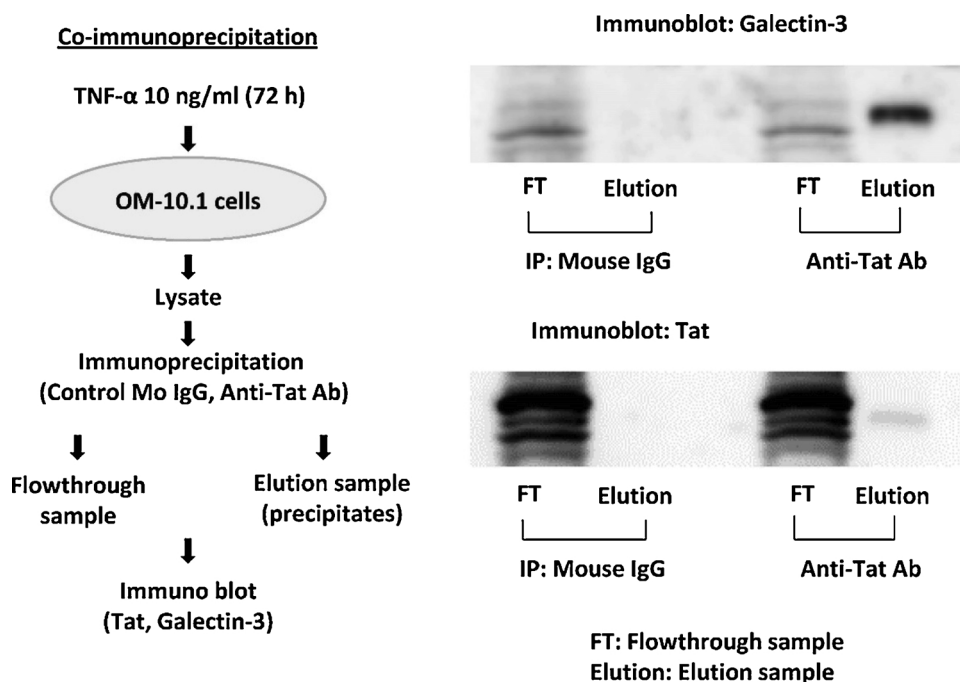 Co-immunoprecipitation
TNF-α 10 ng/ml (72 h)
OM-10.1 cells
Lysate
Immunoprecipitation
(Control Mo IgG, Anti-Tat Ab)
Flowthrough
sample
Elution sample
(precipitates)
Immuno blot
(Tat, Galectin-3)
Immunoblot: Galectin-3
FT Elution FT Elution
IP: Mouse IgG Anti-Tat Ab
Immunoblot: Tat
FT Elution FT Elution
IP: Mouse IgG Anti-Tat Ab
FT: Flowthrough sample
Elution: Elution sample